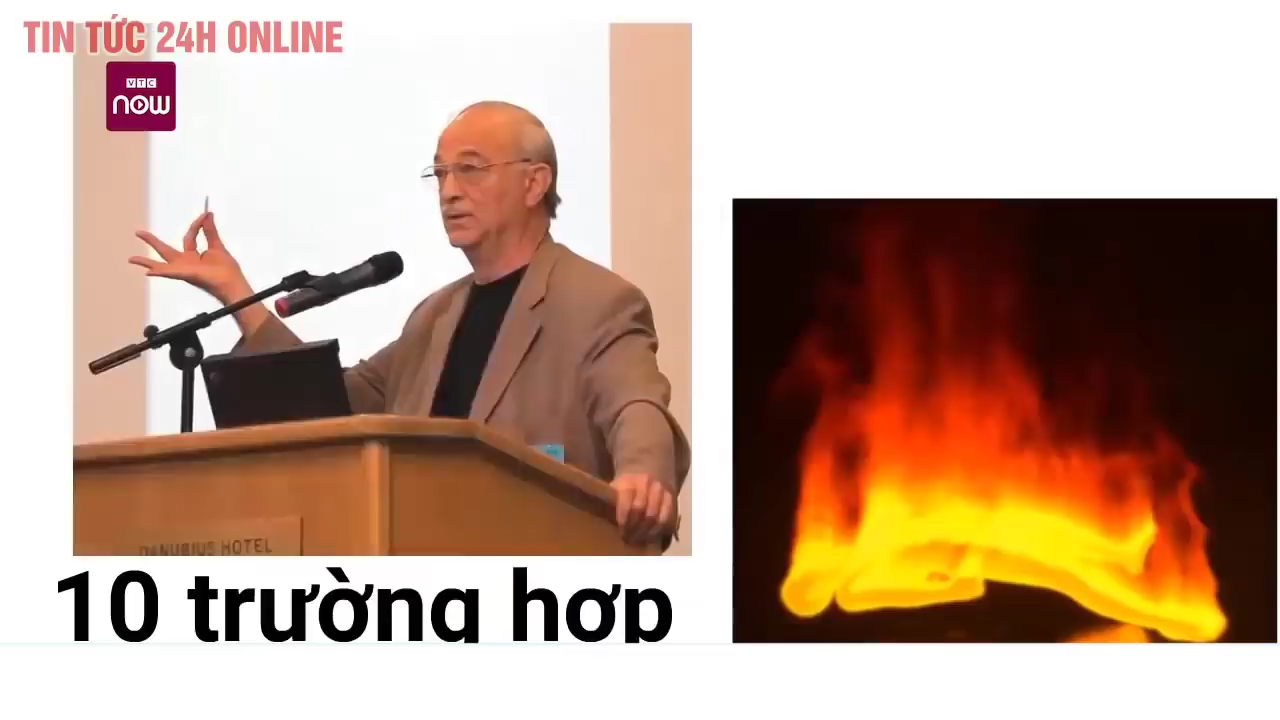 TIN TỨC 24H ONLINE
VTC
now
DANUBIUS HOTEL
10 trường hợp